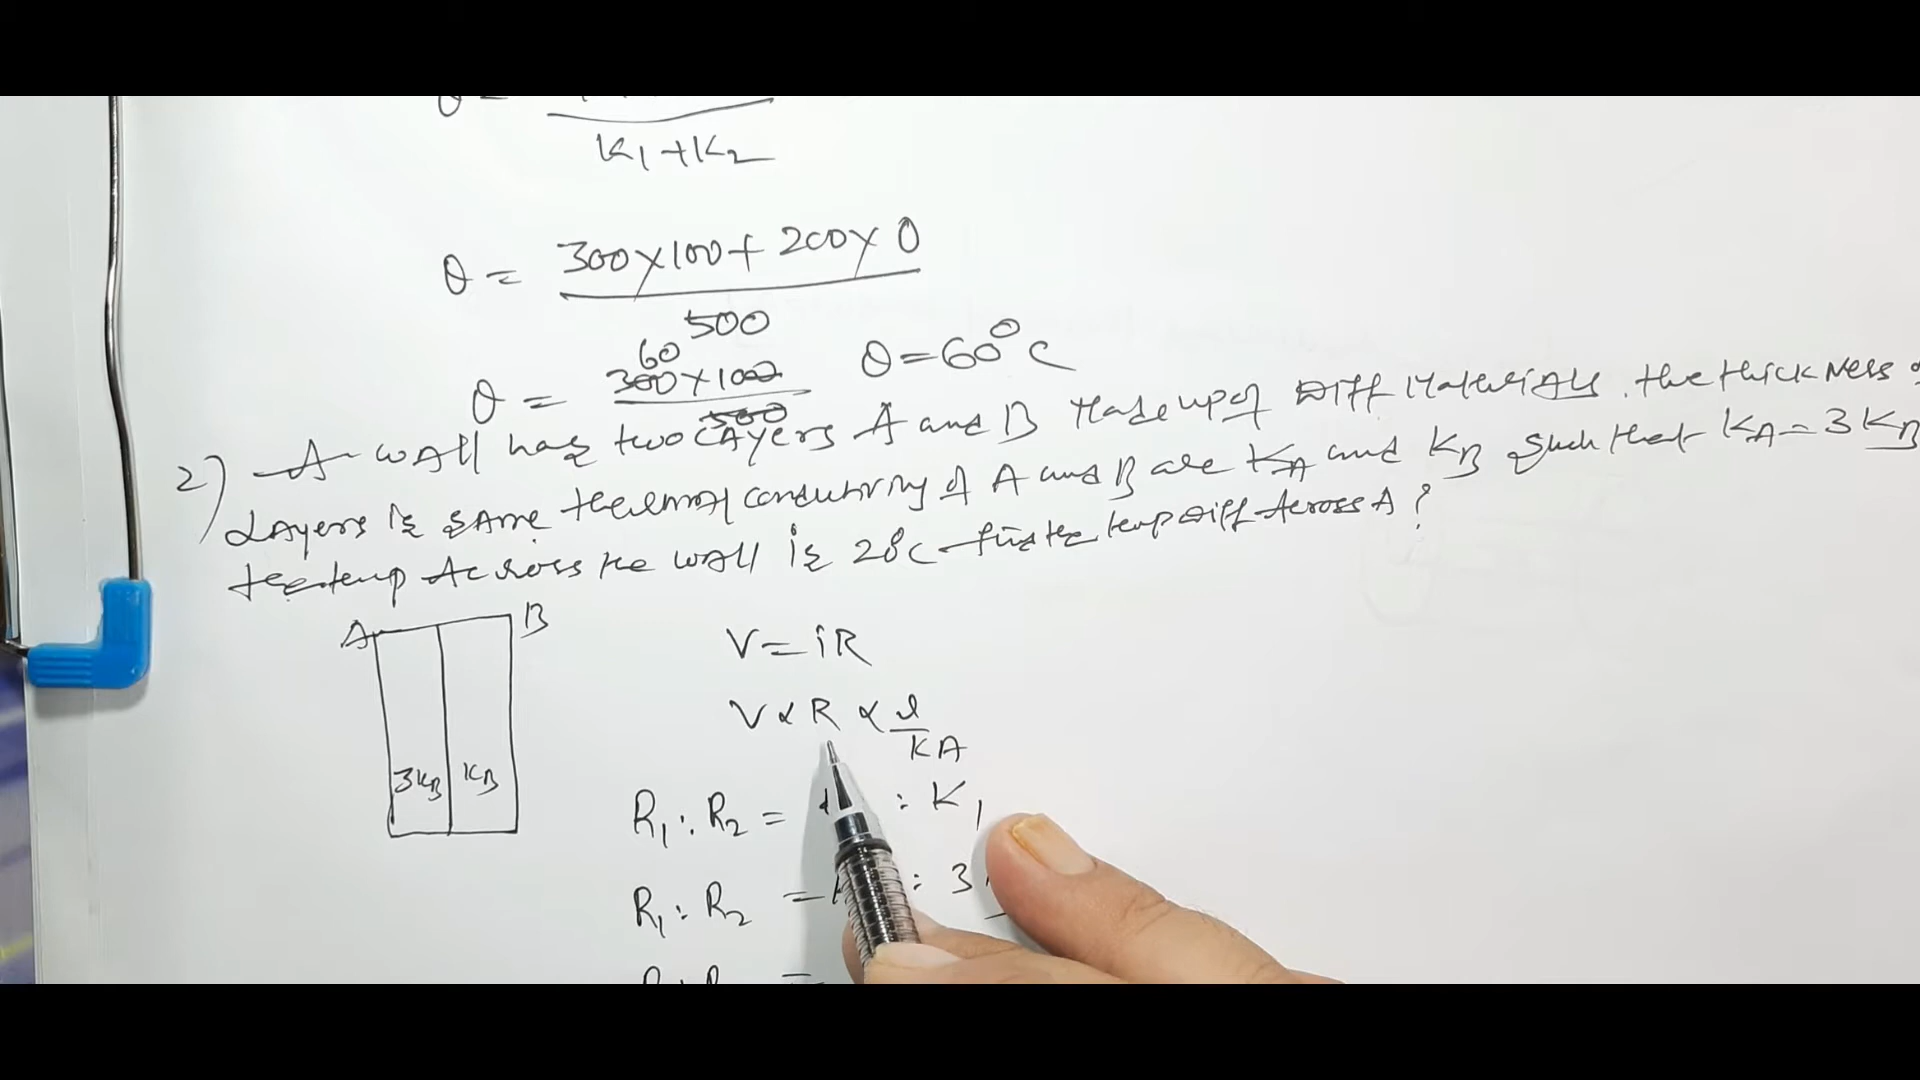 θ =
K1+K2
θ = 300×100+200×0
500
60
θ = 300×100 θ=60°C
500
2) A wall has two layers A and B Made up of Diff Materials. the thickness
Layers is same thermal conductivity of A and B are KA and KB such that KA=3KB
the temp Across the wall is 20°C find the temp Diff Across A?
A B
V=iR
V∝R∝l
KA
3KB KB
R1:R2= : K1
R1:R2 = : 3
R1:R2 =